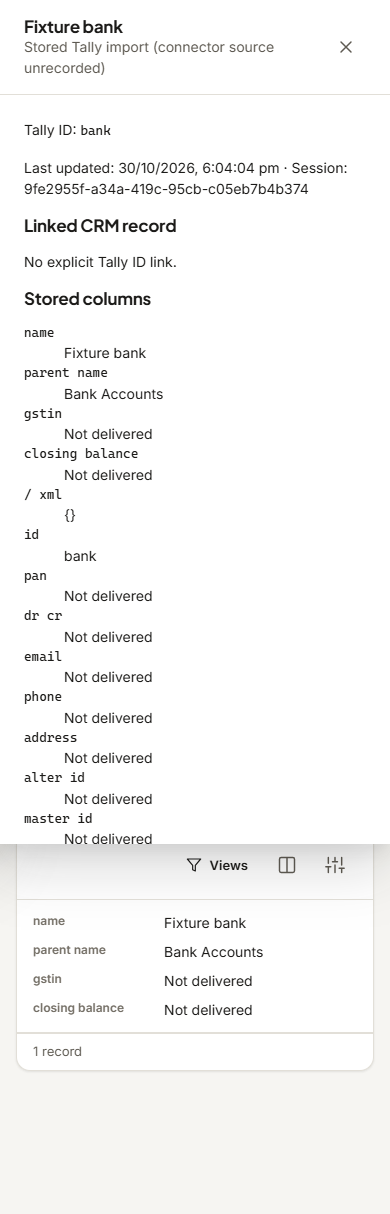 Fixture bank
Stored Tally import (connector source
unrecorded)
Tally ID: bank
Last updated: 30/10/2026, 6:04:04 pm · Session:
9fe2955f-a34a-419c-95cb-c05eb7b4b374
Linked CRM record
No explicit Tally ID link.
Stored columns
name
Fixture bank
parent name
Bank Accounts
gstin
Not delivered
closing balance
Not delivered
/ xml
{}
id
bank
pan
Not delivered
dr cr
Not delivered
email
Not delivered
phone
Not delivered
address
Not delivered
alter id
Not delivered
master id
Not delivered
Views
name Fixture bank
parent name Bank Accounts
gstin Not delivered
closing balance Not delivered
1 record